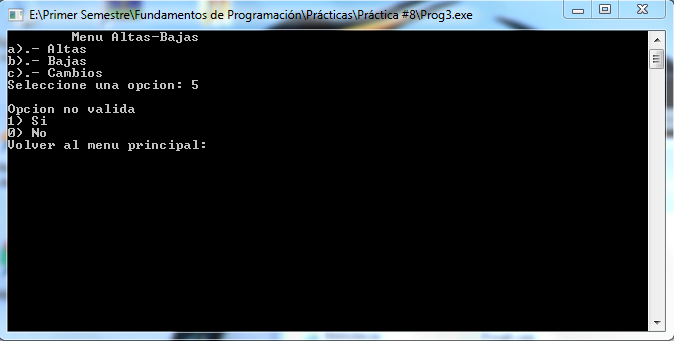 E:\Primer Semestre\Fundamentos de Programación\Prácticas\Práctica #8\Prog3.exe
Menu Altas-Bajas
a).- Altas
b).- Bajas
c).- Cambios
Seleccione una opcion: 5
Opcion no valida
1) Si
0) No
Volver al menu principal: